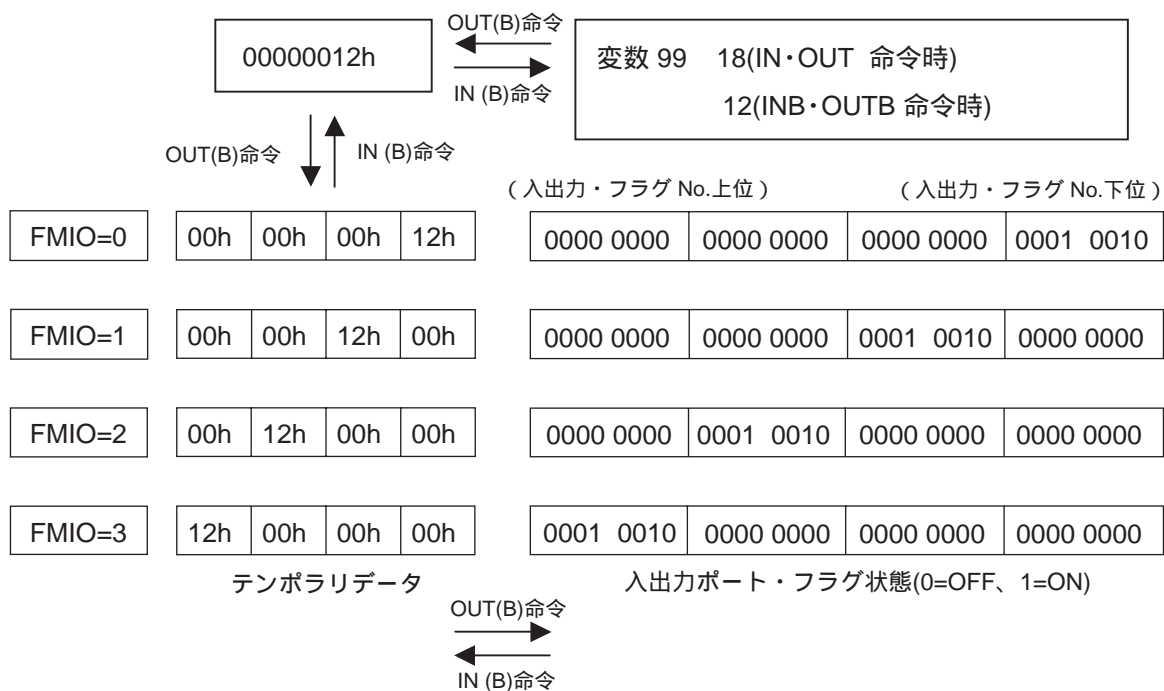 OUT(B)命令
00000012h
変数 99 18(IN･OUT 命令時)
IN (B)命令
12(INB･OUTB 命令時)
OUT(B)命令 IN (B)命令
（入出力・フラグ No.上位） （入出力・フラグ No.下位）
FMIO=0 00h 00h 00h 12h 0000 0000 0000 0000 0000 0000 0001 0010
FMIO=1 00h 00h 12h 00h 0000 0000 0000 0000 0001 0010 0000 0000
FMIO=2 00h 12h 00h 00h 0000 0000 0001 0010 0000 0000 0000 0000
FMIO=3 12h 00h 00h 00h 0001 0010 0000 0000 0000 0000 0000 0000
テンポラリデータ 入出力ポート・フラグ状態(0=OFF、1=ON)
OUT(B)命令
IN (B)命令